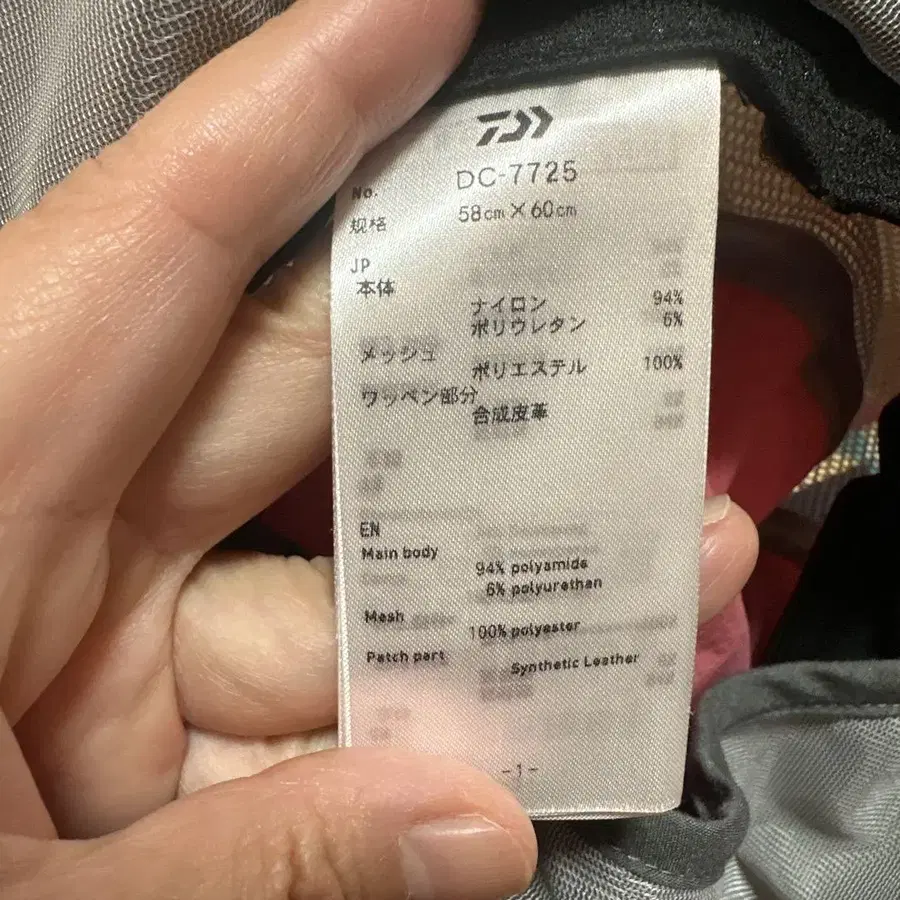 No. DC-7725
规格 58cm×60cm
JP
本体
ナイロン 94%
ポリウレタン 6%
メッシュ
ポリエステル 100%
ワッペン部分
合成皮革
EN
Main body
94% polyamide
6% polyurethan
Mesh
100% polyester
Patch part
Synthetic Leather
-1-